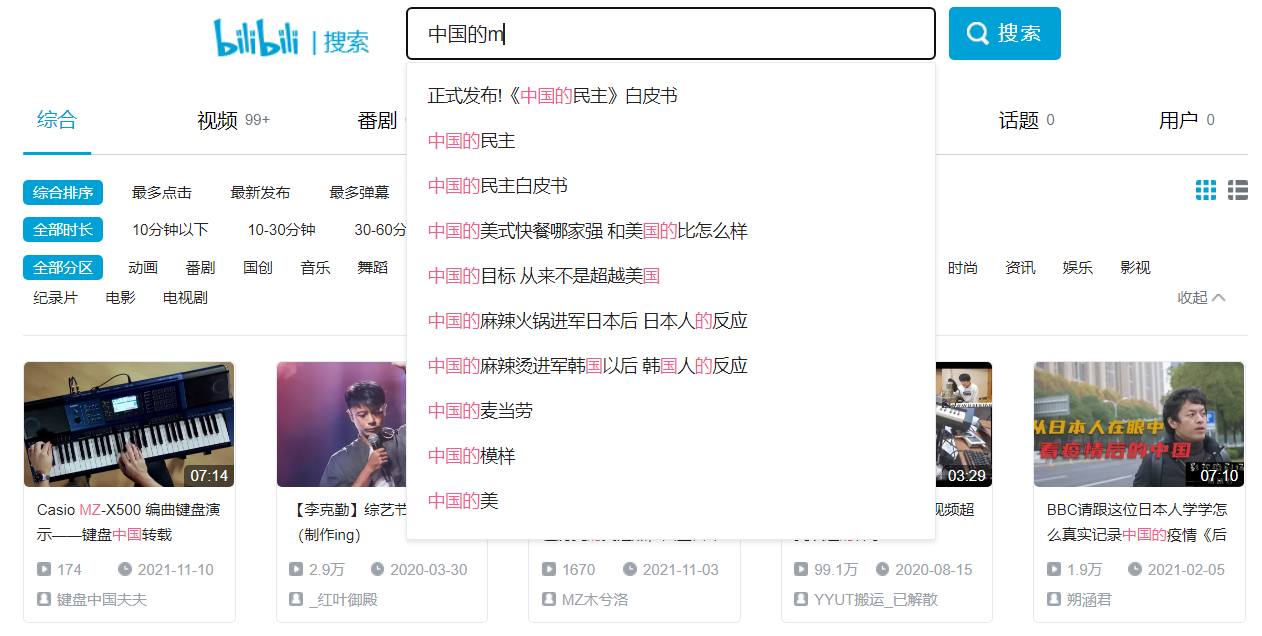 bilibili | 搜索
中国的m
搜索
正式发布!《中国的民主》白皮书
中国的民主
中国的民主白皮书
中国的美式快餐哪家强 和美国的比怎么样
中国的目标 从来不是超越美国
中国的麻辣火锅进军日本后 日本人的反应
中国的麻辣烫进军韩国以后 韩国人的反应
中国的麦当劳
中国的模样
中国的美
综合 视频 99+ 番剧 话题 0 用户 0
综合排序 最多点击 最新发布 最多弹幕
全部时长 10分钟以下 10-30分钟 30-60分
全部分区 动画 番剧 国创 音乐 舞蹈 时尚 资讯 娱乐 影视
纪录片 电影 电视剧 收起
07:14
Casio MZ-X500 编曲键盘演
示——键盘中国转载
174 2021-11-10
键盘中国夫夫
【李克勤】综艺节
（制作ing）
2.9万 2020-03-30
_红叶御殿
1670 2021-11-03
MZ木兮洛
03:29
视频超
99.1万 2020-08-15
YYUT搬运_已解散
从日本人在眼中
看疫情后的中国
07:10
BBC请跟这位日本人学学怎
么真实记录中国的疫情《后
1.9万 2021-02-05
朔涵君